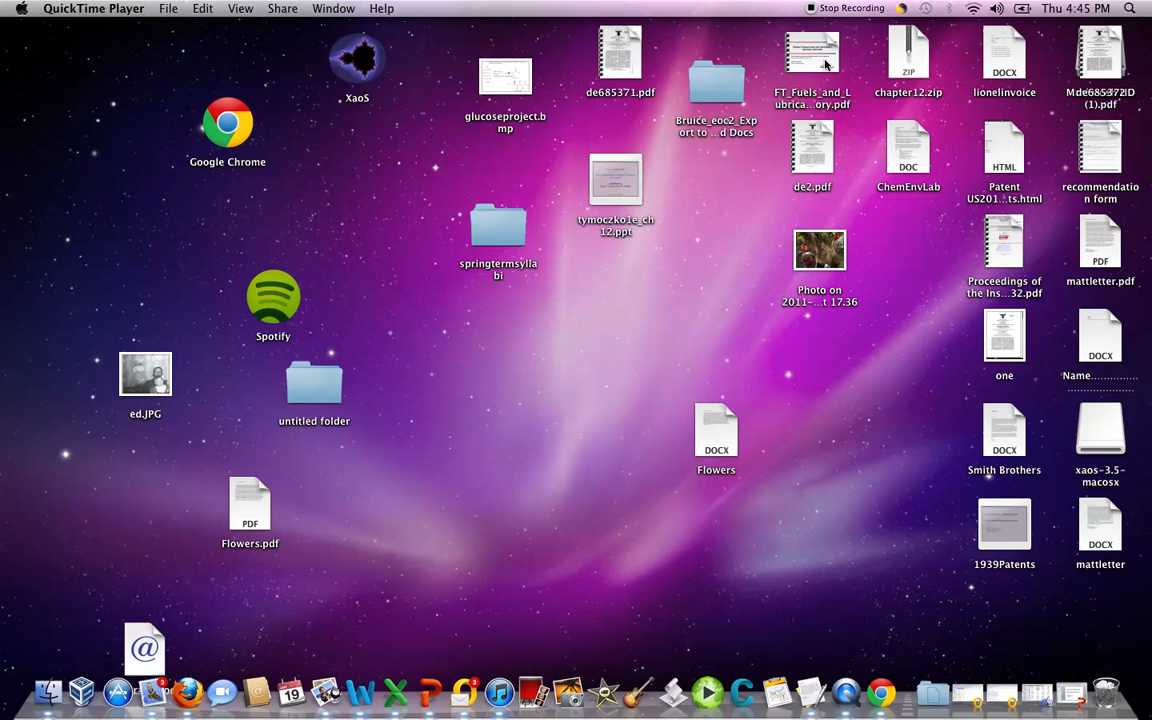 QuickTime Player File Edit View Share Window Help Stop Recording Thu 4:45 PM
XaoS
Google Chrome
glucoseproject.b
mp
de685371.pdf
Bruice_eoc2_Exp
ort to ...d Docs
FT_Fuels_and_L
ubrica...ory.pdf
ZIP
chapter12.zip
DOCX
lionelinvoice
(1).pdf
tymoczko1e_ch
12.ppt
de2.pdf
DOC
ChemEnvLab
HTML
Patent
US201...ts.html
recommendatio
n form
springtermsylla
bi
Photo on
2011-...t 17.36
Proceedings of
the Ins...32.pdf
PDF
mattletter.pdf
Spotify
ed.JPG
untitled folder
one
DOCX
Name...............
DOCX
Flowers
DOCX
Smith Brothers
xaos-3.5-
macosx
PDF
Flowers.pdf
1939Patents
DOCX
mattletter
@
3
19
3